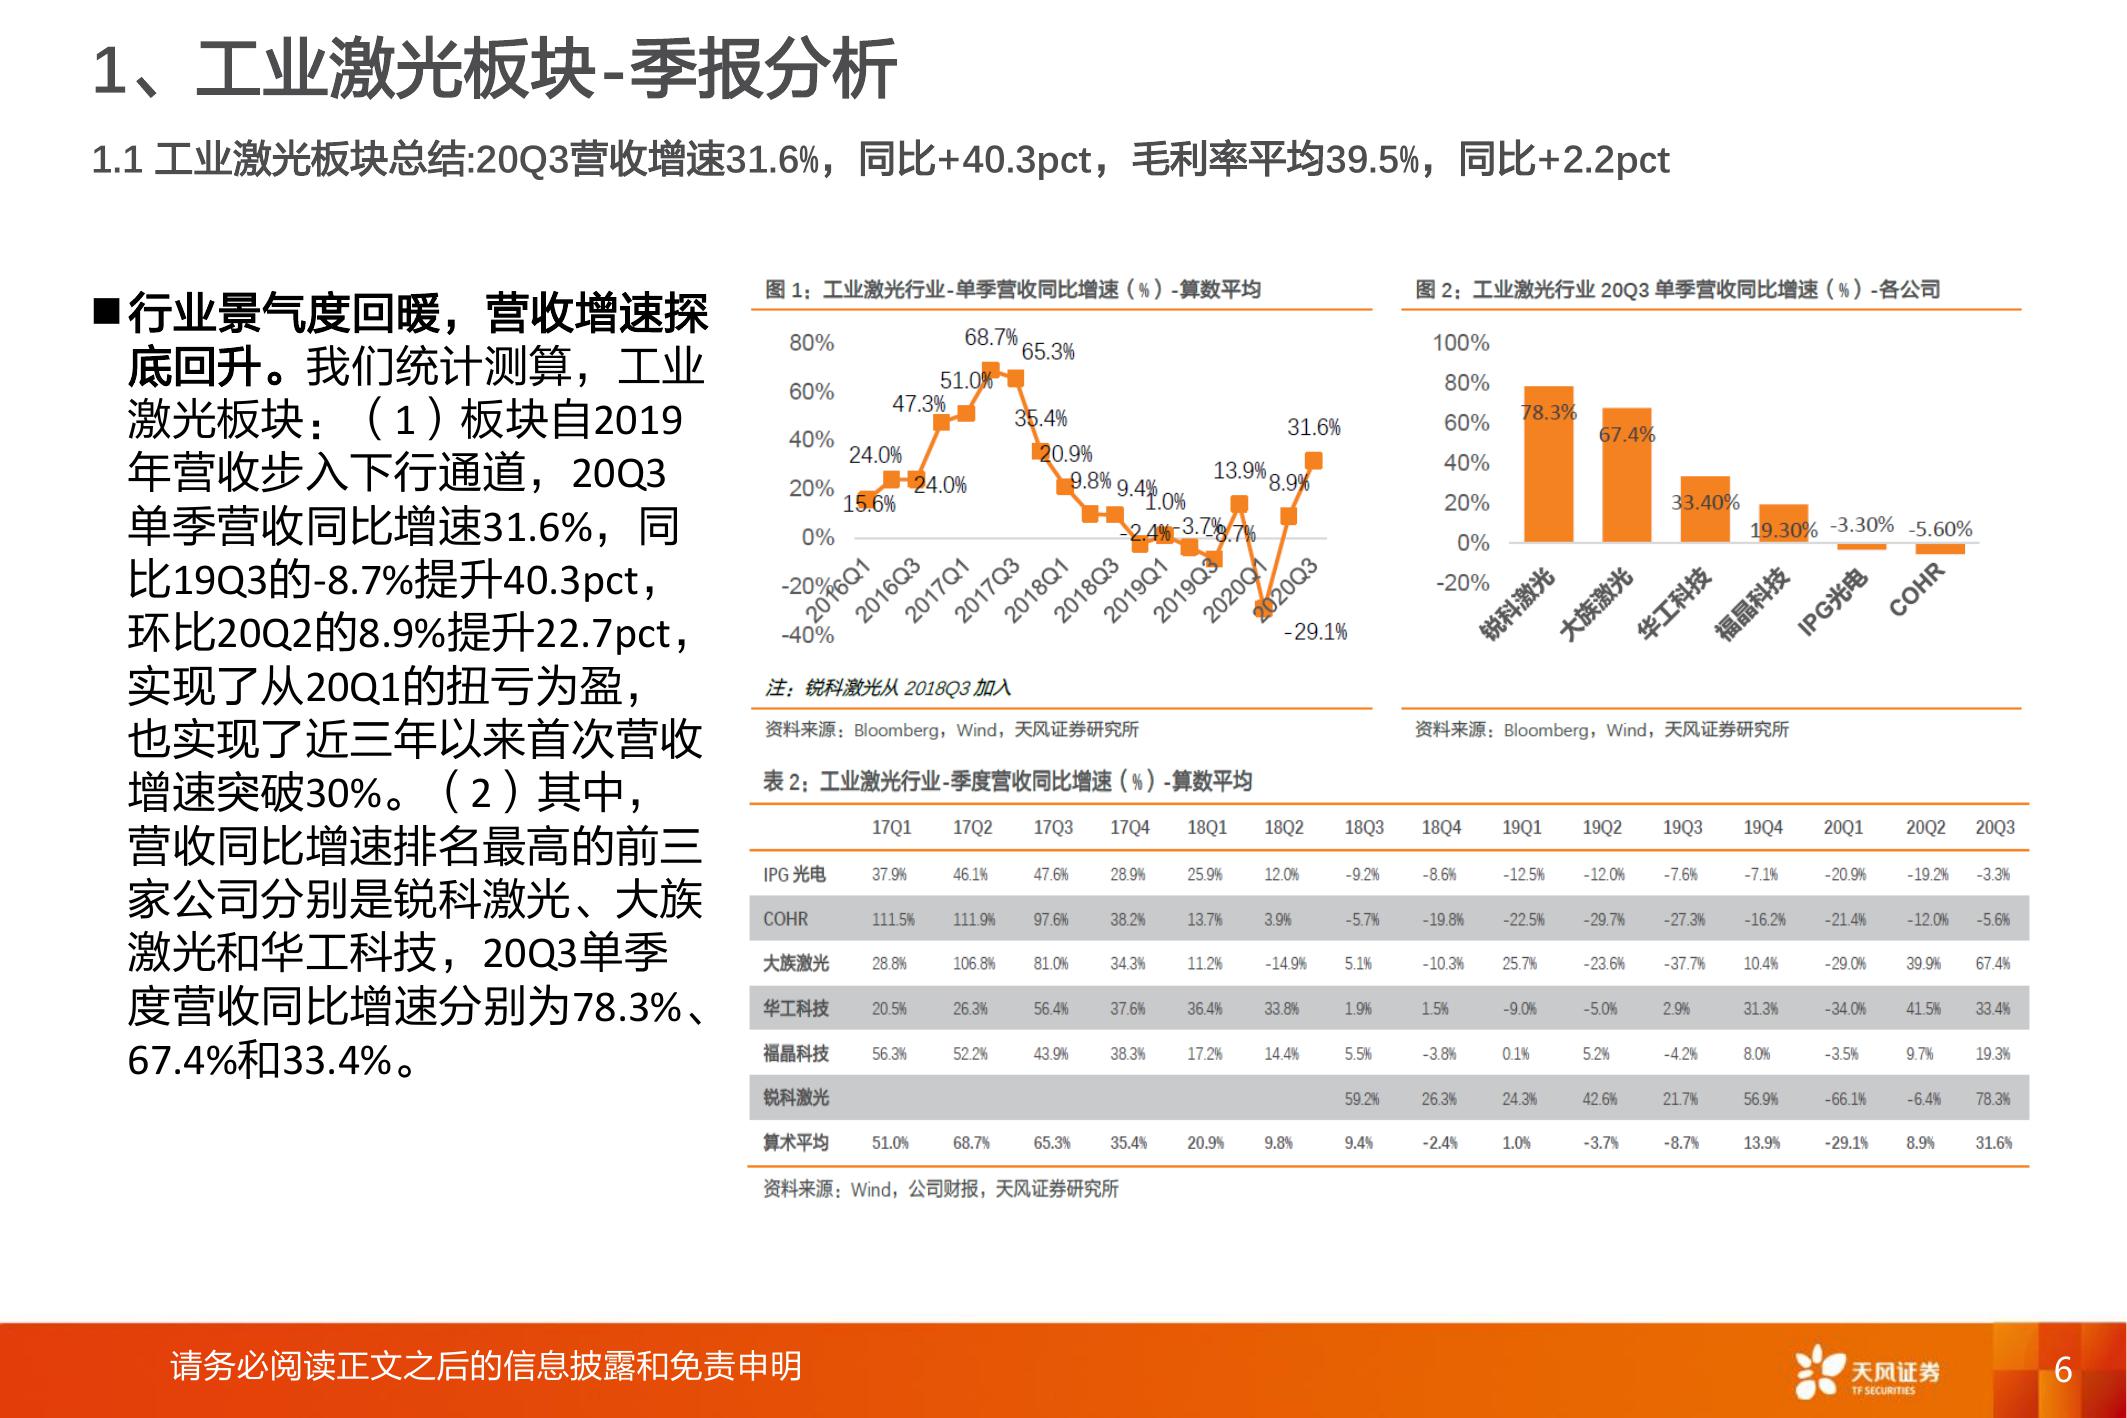 1、工业激光板块-季报分析
1.1 工业激光板块总结:20Q3营收增速31.6%，同比+40.3pct，毛利率平均39.5%，同比+2.2pct
■行业景气度回暖，营收增速探
底回升。我们统计测算，工业
激光板块：（1）板块自2019
年营收步入下行通道，20Q3
单季营收同比增速31.6%，同
比19Q3的-8.7%提升40.3pct，
环比20Q2的8.9%提升22.7pct，
实现了从20Q1的扭亏为盈，
也实现了近三年以来首次营收
增速突破30%。（2）其中，
营收同比增速排名最高的前三
家公司分别是锐科激光、大族
激光和华工科技，20Q3单季
度营收同比增速分别为78.3%、
67.4%和33.4%。
图 1：工业激光行业-单季营收同比增速（%）-算数平均
80%
60%
40%
20%
0%
-20%
-40%
15.6%
24.0%
24.0%
47.3%
51.0%
68.7%
65.3%
35.4%
20.9%
9.8%
9.4%
-2.4%
1.0%
-3.7%
-8.7%
13.9%
-29.1%
8.9%
31.6%
2016Q1
2016Q3
2017Q1
2017Q3
2018Q1
2018Q3
2019Q1
2019Q3
2020Q1
2020Q3
注：锐科激光从 2018Q3 加入
资料来源：Bloomberg，Wind，天风证券研究所
图 2：工业激光行业 20Q3 单季营收同比增速（%）-各公司
100%
80%
60%
40%
20%
0%
-20%
78.3%
67.4%
33.40%
19.30%
-3.30%
-5.60%
锐科激光
大族激光
华工科技
福晶科技
IPG光电
COHR
资料来源：Bloomberg，Wind，天风证券研究所
表 2：工业激光行业-季度营收同比增速（%）-算数平均
17Q1 17Q2 17Q3 17Q4 18Q1 18Q2 18Q3 18Q4 19Q1 19Q2 19Q3 19Q4 20Q1 20Q2 20Q3
IPG 光电 37.9% 46.1% 47.6% 28.9% 25.9% 12.0% -9.2% -8.6% -12.5% -12.0% -7.6% -7.1% -20.9% -19.2% -3.3%
COHR 111.5% 111.9% 97.6% 38.2% 13.7% 3.9% -5.7% -19.8% -22.5% -29.7% -27.3% -16.2% -21.4% -12.0% -5.6%
大族激光 28.8% 106.8% 81.0% 34.3% 11.2% -14.9% 5.1% -10.3% 25.7% -23.6% -37.7% 10.4% -29.0% 39.9% 67.4%
华工科技 20.5% 26.3% 56.4% 37.6% 36.4% 33.8% 1.9% 1.5% -9.0% -5.0% 2.9% 31.3% -34.0% 41.5% 33.4%
福晶科技 56.3% 52.2% 43.9% 38.3% 17.2% 14.4% 5.5% -3.8% 0.1% 5.2% -4.2% 8.0% -3.5% 9.7% 19.3%
锐科激光 59.2% 26.3% 24.3% 42.6% 21.7% 56.9% -66.1% -6.4% 78.3%
算术平均 51.0% 68.7% 65.3% 35.4% 20.9% 9.8% 9.4% -2.4% 1.0% -3.7% -8.7% 13.9% -29.1% 8.9% 31.6%
资料来源：Wind，公司财报，天风证券研究所
请务必阅读正文之后的信息披露和免责申明
天风证券
TF SECURITIES
6